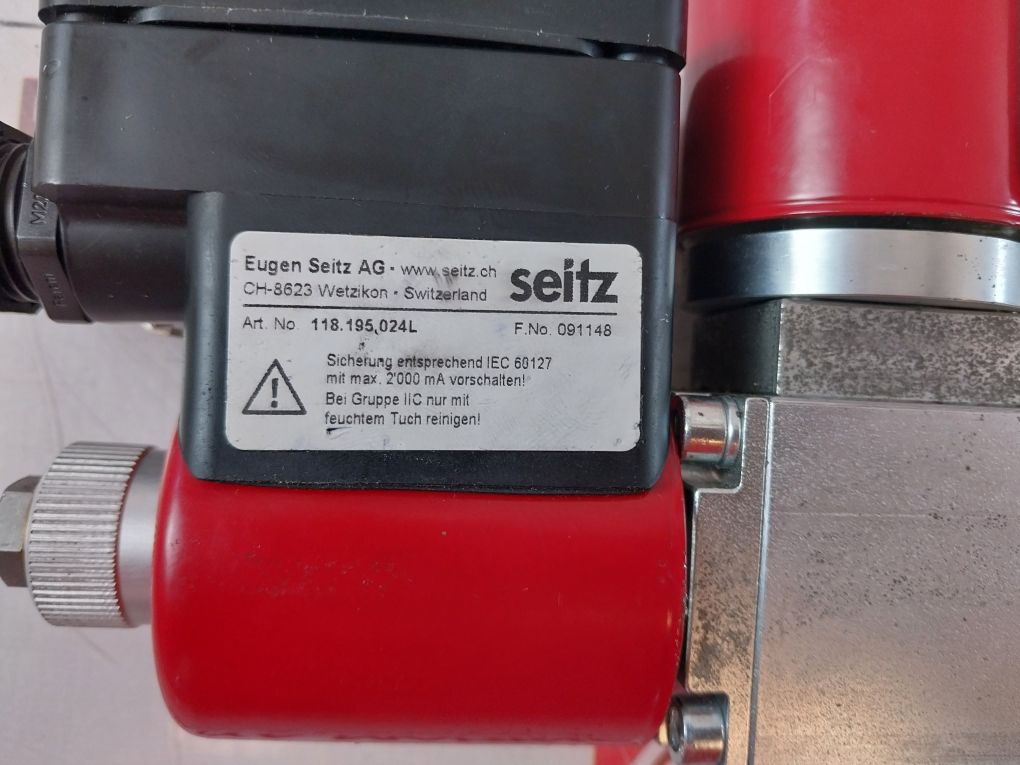 Eugen Seitz AG • www.seitz.ch
CH-8623 Wetzikon • Switzerland
seitz
Art. No. 118.195.024L F.No. 091148
Sicherung entsprechend IEC 60127
mit max. 2'000 mA vorschalten!
Bei Gruppe IIC nur mit
feuchtem Tuch reinigen!